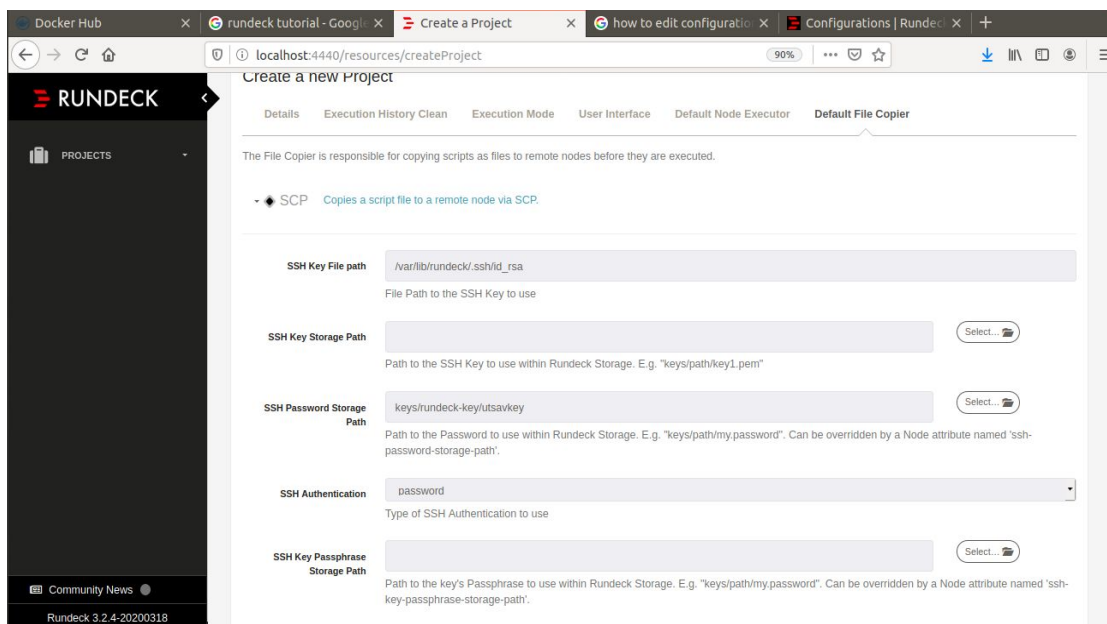 Docker Hub
rundeck tutorial - Google
Create a Project
how to edit configuration
Configurations | Rundeck
localhost:4440/resources/createProject
90%
RUNDECK
PROJECTS
Create a new Project
Details
Execution History Clean
Execution Mode
User Interface
Default Node Executor
Default File Copier
The File Copier is responsible for copying scripts as files to remote nodes before they are executed.
SCP Copies a script file to a remote node via SCP.
SSH Key File path
/var/lib/rundeck/.ssh/id_rsa
File Path to the SSH Key to use
SSH Key Storage Path
Select...
Path to the SSH Key to use within Rundeck Storage. E.g. "keys/path/key1.pem"
SSH Password Storage
Path
keys/rundeck-key/utsavkey
Select...
Path to the Password to use within Rundeck Storage. E.g. "keys/path/my.password". Can be overridden by a Node attribute named 'ssh-
password-storage-path'.
SSH Authentication
password
Type of SSH Authentication to use
SSH Key Passphrase
Storage Path
Select...
Path to the key's Passphrase to use within Rundeck Storage. E.g. "keys/path/my.password". Can be overridden by a Node attribute named 'ssh-
key-passphrase-storage-path'.
Community News
Rundeck 3.2.4-20200318